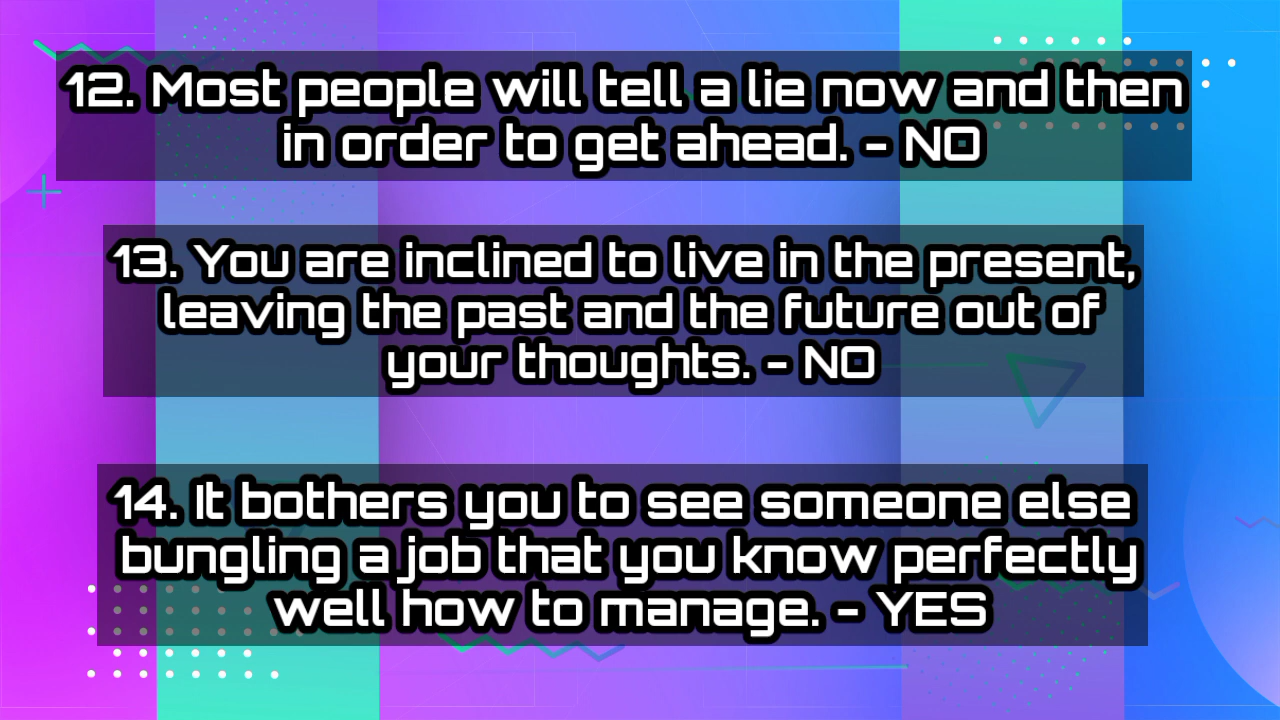 12. Most people will tell a lie now and then
in order to get ahead. - NO
13. You are inclined to live in the present,
leaving the past and the future out of
your thoughts. - NO
14. It bothers you to see someone else
bungling a job that you know perfectly
well how to manage. - YES